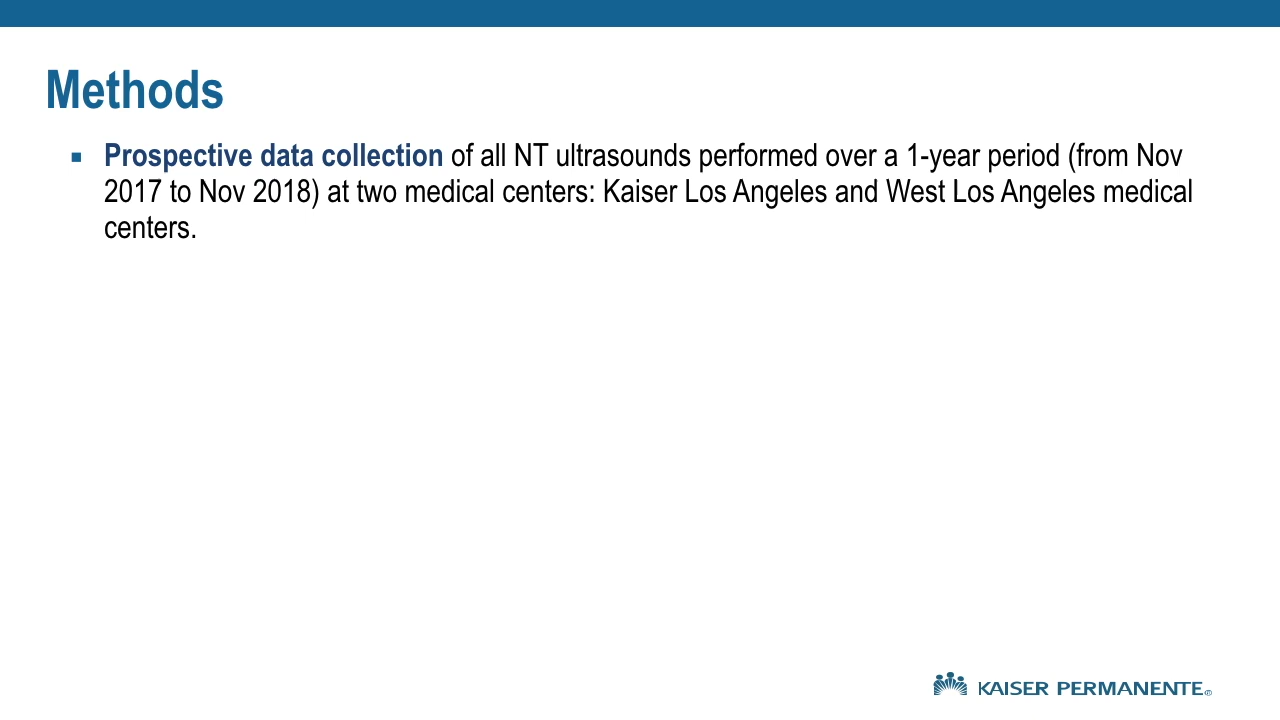 Methods
▪ Prospective data collection of all NT ultrasounds performed over a 1-year period (from Nov
2017 to Nov 2018) at two medical centers: Kaiser Los Angeles and West Los Angeles medical
centers.
KAISER PERMANENTE®